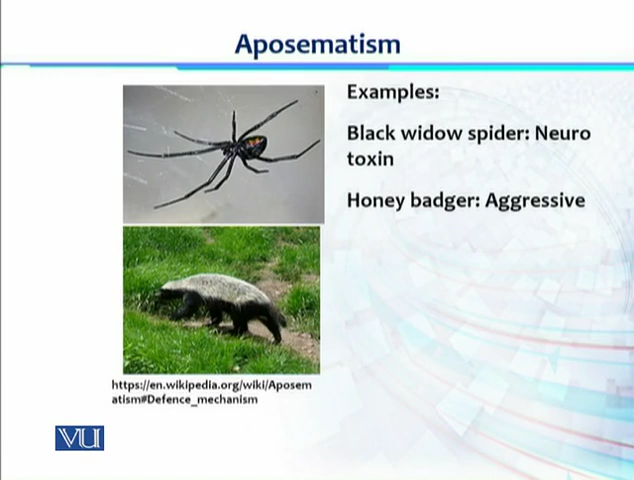 Aposematism
Examples:
Black widow spider: Neuro
toxin
Honey badger: Aggressive
https://en.wikipedia.org/wiki/Aposem
atism#Defence_mechanism
VU